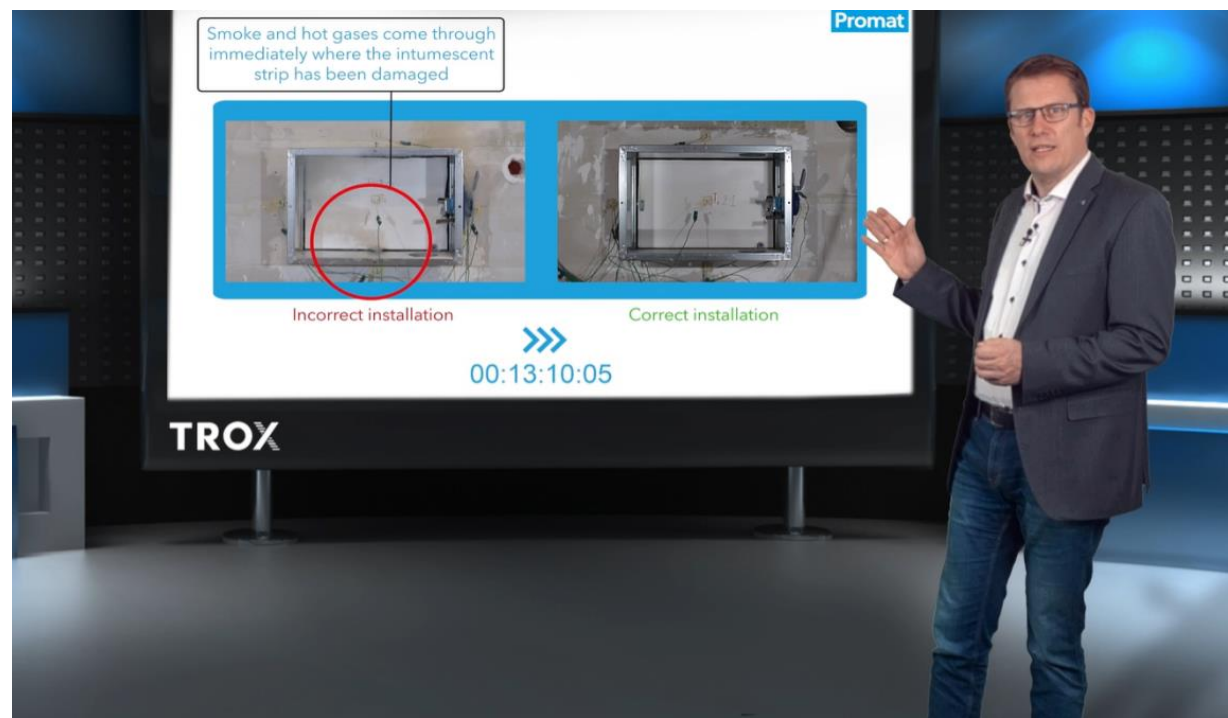 Promat
Smoke and hot gases come through
immediately where the intumescent
strip has been damaged
Incorrect installation
Correct installation
00:13:10:05
TROX